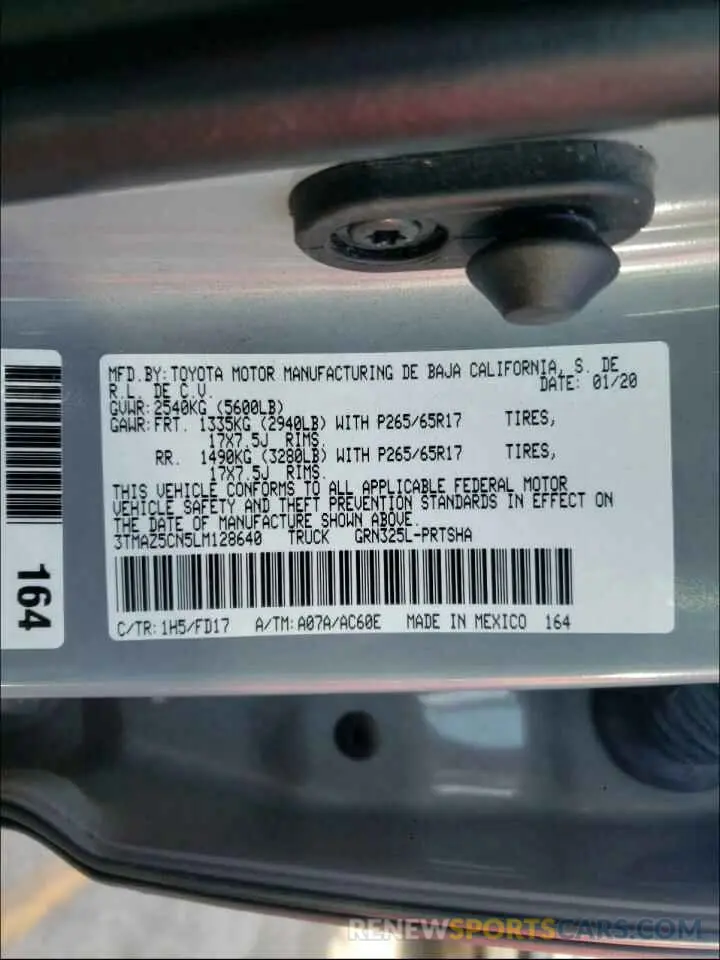 MFD.BY:TOYOTA MOTOR MANUFACTURING DE BAJA CALIFORNIA, S. DE
R.L. DE C.V. DATE: 01/20
GVWR:2540KG (5600LB)
GAWR:FRT. 1335KG (2940LB) WITH P265/65R17 TIRES,
17X7.5J RIMS.
RR. 1490KG (3280LB) WITH P265/65R17 TIRES,
17X7.5J RIMS.
THIS VEHICLE CONFORMS TO ALL APPLICABLE FEDERAL MOTOR
VEHICLE SAFETY AND THEFT PREVENTION STANDARDS IN EFFECT ON
THE DATE OF MANUFACTURE SHOWN ABOVE.
3TMAZ5CN5LM128640 TRUCK GRN325L-PRTSHA
C/TR:1H5/FD17 A/TM:A07A/AC60E MADE IN MEXICO 164
164
RENEWSPORTSCARS.COM